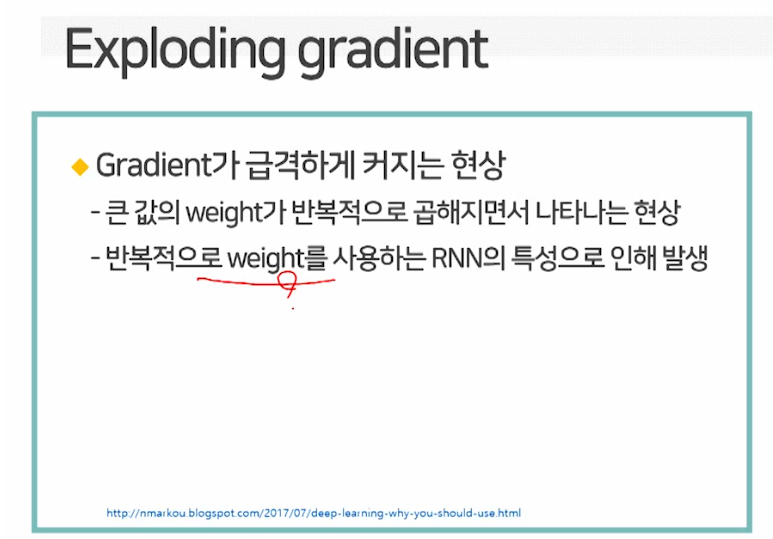 Exploding gradient
◆ Gradient가 급격하게 커지는 현상
- 큰 값의 weight가 반복적으로 곱해지면서 나타나는 현상
- 반복적으로 weight를 사용하는 RNN의 특성으로 인해 발생
http://nmarkou.blogspot.com/2017/07/deep-learning-why-you-should-use.html